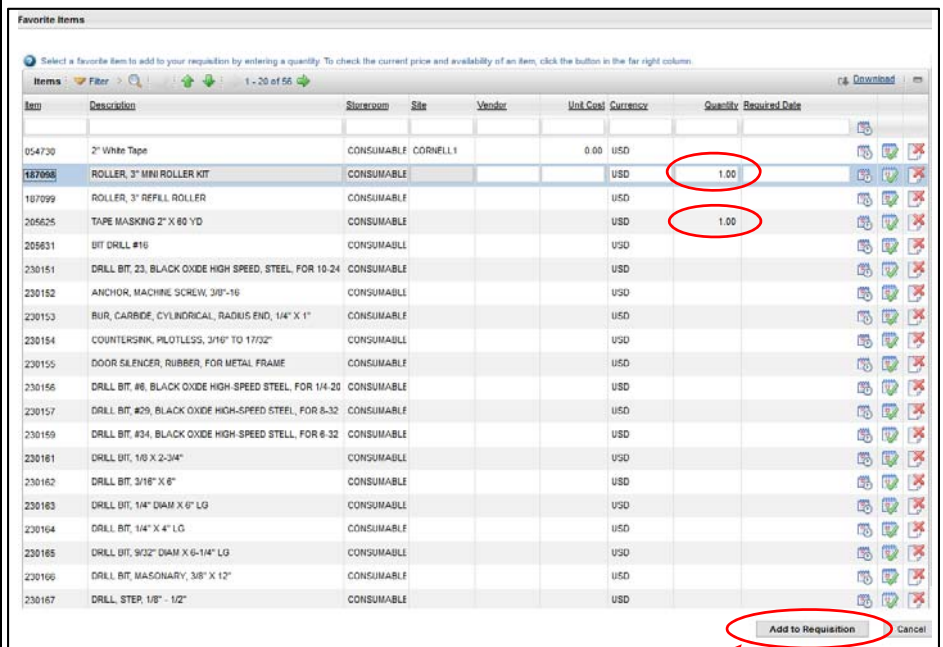 Favorite Items
Select a favorite item to add to your requisition by entering a quantity. To check the current price and availability of an item, click the button in the far right column.
Items Filter 1 - 20 of 56 Download
Item Description Storeroom Site Vendor Unit Cost Currency Quantity Required Date
054730 2" White Tape CONSUMABLE CORNELL1 0.00 USD
187098 ROLLER, 3" MINI ROLLER KIT CONSUMABLE USD 1.00
187099 ROLLER, 3" REFILL ROLLER CONSUMABLE USD
205625 TAPE MASKING 2" X 60 YD CONSUMABLE USD 1.00
205631 BIT DRILL #16 CONSUMABLE USD
230151 DRILL BIT, 23, BLACK OXIDE HIGH SPEED, STEEL, FOR 10-24 CONSUMABLE USD
230152 ANCHOR, MACHINE SCREW, 3/8"-16 CONSUMABLE USD
230153 BUR, CARBIDE, CYLINDRICAL, RADIUS END, 1/4" X 1" CONSUMABLE USD
230154 COUNTERSINK, PILOTLESS, 3/16" TO 17/32" CONSUMABLE USD
230155 DOOR SILENCER, RUBBER, FOR METAL FRAME CONSUMABLE USD
230156 DRILL BIT, #6, BLACK OXIDE HIGH-SPEED STEEL, FOR 1/4-20 CONSUMABLE USD
230157 DRILL BIT, #29, BLACK OXIDE HIGH-SPEED STEEL, FOR 8-32 CONSUMABLE USD
230159 DRILL BIT, #34, BLACK OXIDE HIGH-SPEED STELL, FOR 6-32 CONSUMABLE USD
230161 DRILL BIT, 1/8 X 2-3/4" CONSUMABLE USD
230162 DRILL BIT, 3/16" X 6" CONSUMABLE USD
230163 DRILL BIT, 1/4" DIAM X 6" LG CONSUMABLE USD
230164 DRILL BIT, 1/4" X 4" LG CONSUMABLE USD
230165 DRILL BIT, 9/32" DIAM X 6-1/4" LG CONSUMABLE USD
230166 DRILL BIT, MASONARY, 3/8" X 12" CONSUMABLE USD
230167 DRILL, STEP, 1/8" - 1/2" CONSUMABLE USD
Add to Requisition Cancel